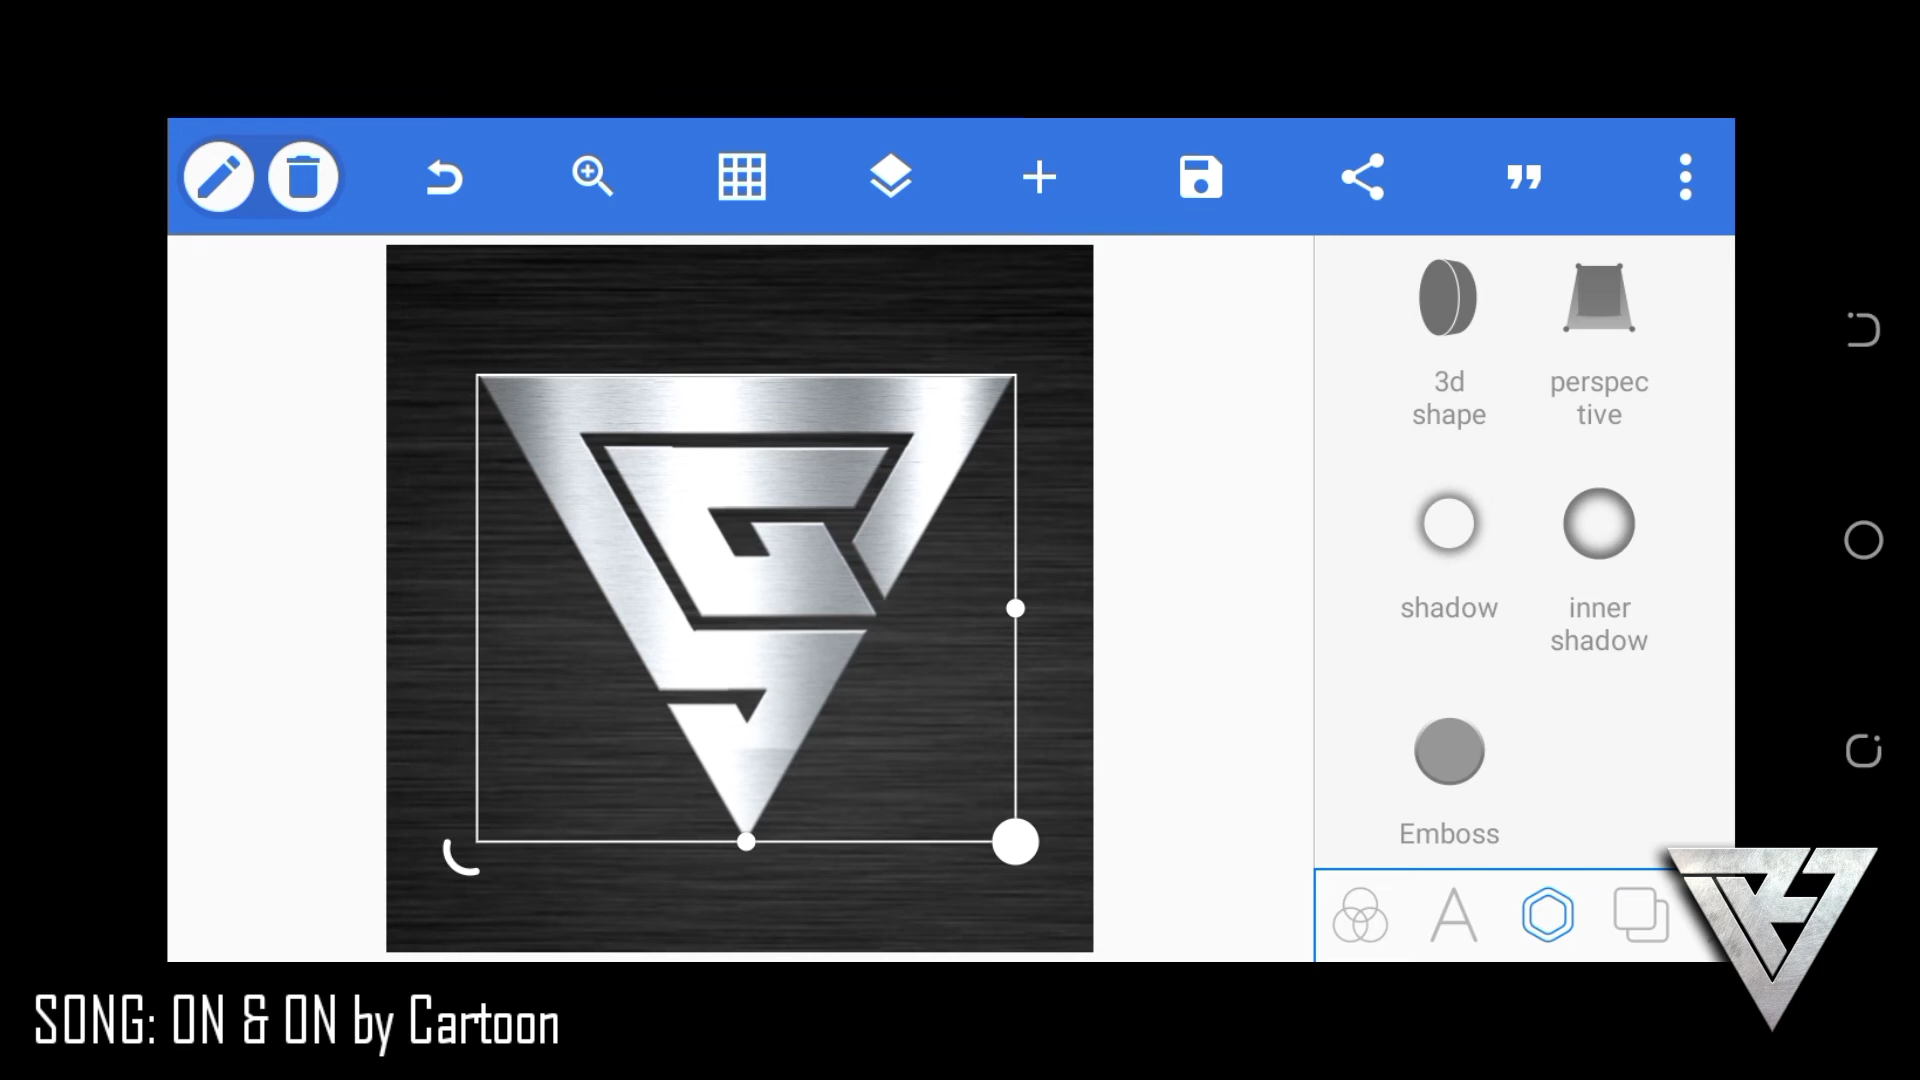 3d
shape
perspec
tive
shadow
inner
shadow
Emboss
SONG: ON & ON by Cartoon